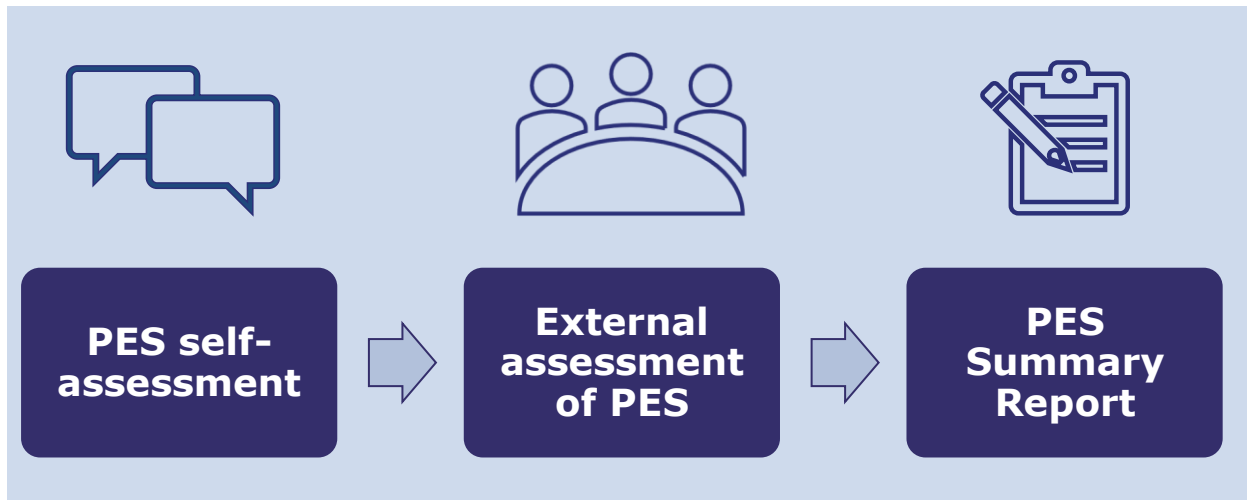 PES self-
assessment
External
assessment
of PES
PES
Summary
Report